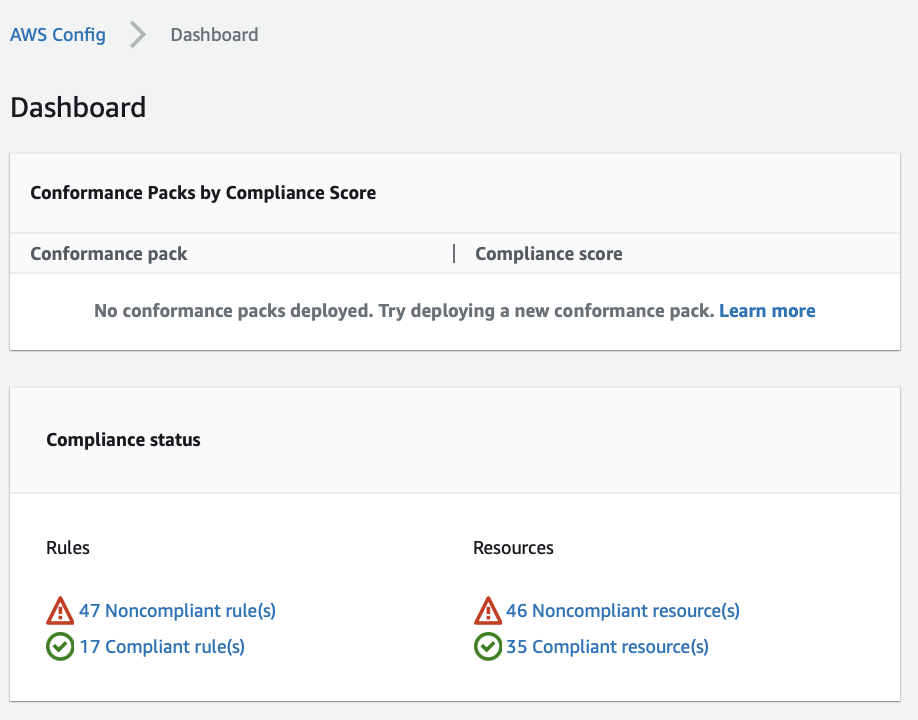 AWS Config > Dashboard
Dashboard
Conformance Packs by Compliance Score
Conformance pack | Compliance score
No conformance packs deployed. Try deploying a new conformance pack. Learn more
Compliance status
Rules Resources
47 Noncompliant rule(s) 46 Noncompliant resource(s)
17 Compliant rule(s) 35 Compliant resource(s)